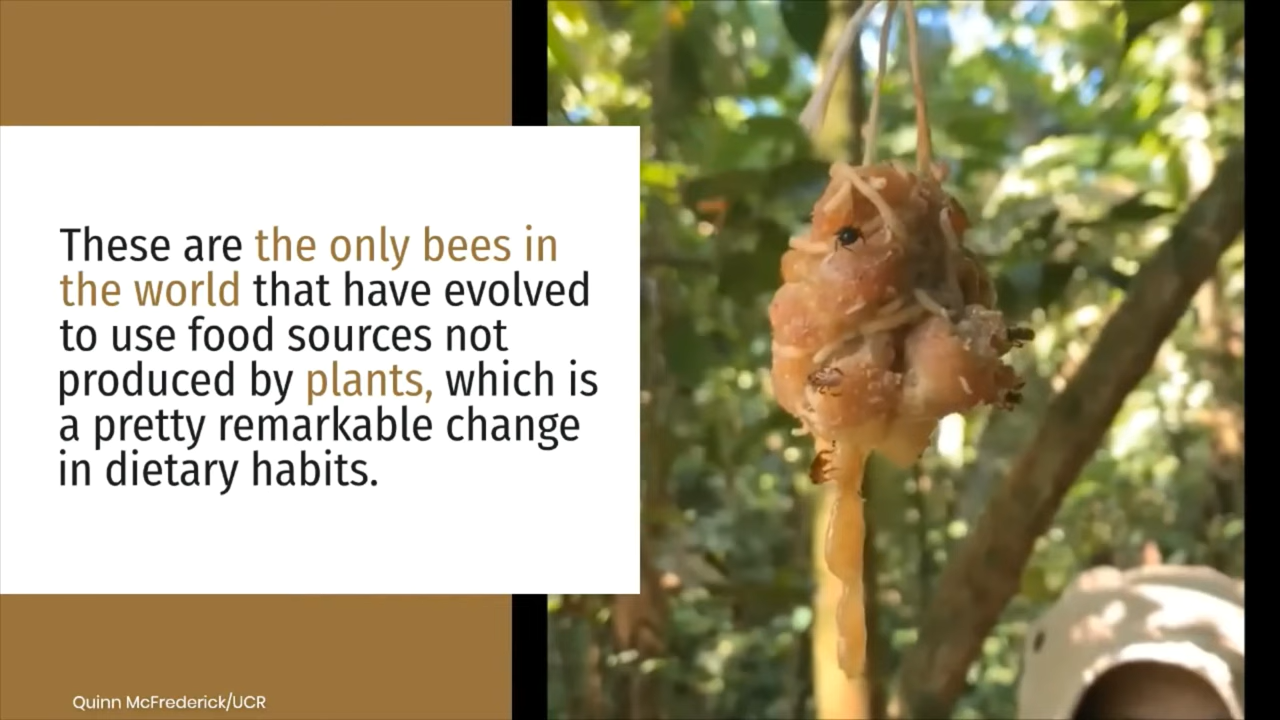 These are the only bees in
the world that have evolved
to use food sources not
produced by plants, which is
a pretty remarkable change
in dietary habits.
Quinn McFrederick/UCR